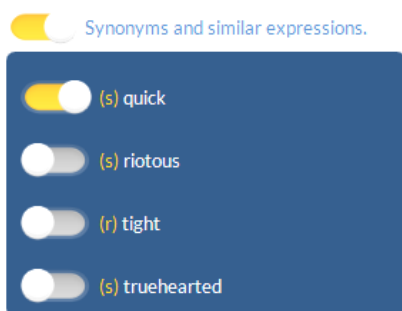 Synonyms and similar expressions.
(s) quick
(s) riotous
(r) tight
(s) truehearted